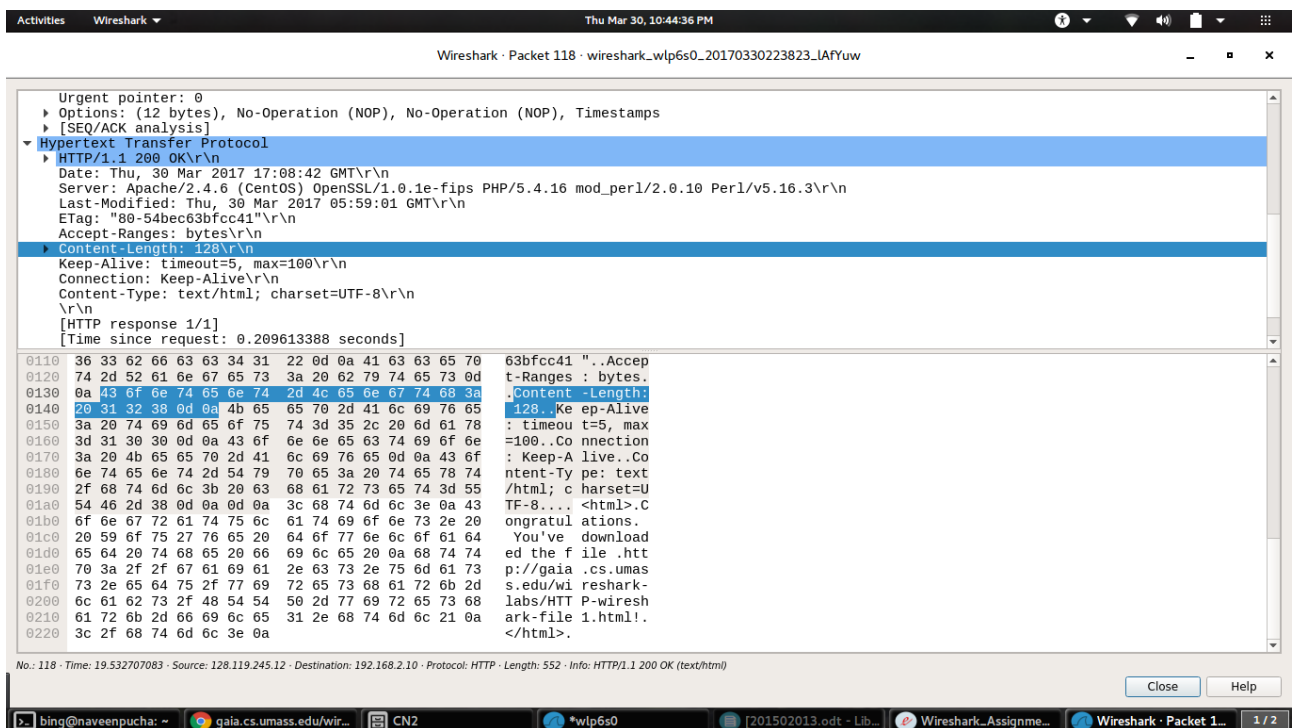 Activities Wireshark Thu Mar 30, 10:44:36 PM
Wireshark · Packet 118 · wireshark_wlp6s0_20170330223823_lAfYuw
Urgent pointer: 0
Options: (12 bytes), No-Operation (NOP), No-Operation (NOP), Timestamps
[SEQ/ACK analysis]
Hypertext Transfer Protocol
HTTP/1.1 200 OK\r\n
Date: Thu, 30 Mar 2017 17:08:42 GMT\r\n
Server: Apache/2.4.6 (CentOS) OpenSSL/1.0.1e-fips PHP/5.4.16 mod_perl/2.0.10 Perl/v5.16.3\r\n
Last-Modified: Thu, 30 Mar 2017 05:59:01 GMT\r\n
ETag: "80-54bec63bfcc41"\r\n
Accept-Ranges: bytes\r\n
Content-Length: 128\r\n
Keep-Alive: timeout=5, max=100\r\n
Connection: Keep-Alive\r\n
Content-Type: text/html; charset=UTF-8\r\n
\r\n
[HTTP response 1/1]
[Time since request: 0.209613388 seconds]
0110 36 33 62 66 63 63 34 31 22 0d 0a 41 63 63 65 70 63bfcc41 "..Accep
0120 74 2d 52 61 6e 67 65 73 3a 20 62 79 74 65 73 0d t-Ranges : bytes.
0130 0a 43 6f 6e 74 65 6e 74 2d 4c 65 6e 67 74 68 3a .Content -Length:
0140 20 31 32 38 0d 0a 4b 65 65 70 2d 41 6c 69 76 65 128..Ke ep-Alive
0150 3a 20 74 69 6d 65 6f 75 74 3d 35 2c 20 6d 61 78 : timeou t=5, max
0160 3d 31 30 30 0d 0a 43 6f 6e 6e 65 63 74 69 6f 6e =100..Co nnection
0170 3a 20 4b 65 65 70 2d 41 6c 69 76 65 0d 0a 43 6f : Keep-A live..Co
0180 6e 74 65 6e 74 2d 54 79 70 65 3a 20 74 65 78 74 ntent-Ty pe: text
0190 2f 68 74 6d 6c 3b 20 63 68 61 72 73 65 74 3d 55 /html; c harset=U
01a0 54 46 2d 38 0d 0a 0d 0a 3c 68 74 6d 6c 3e 0a 43 TF-8.... <html>.C
01b0 6f 6e 67 72 61 74 75 6c 61 74 69 6f 6e 73 2e 20 ongratul ations.
01c0 20 59 6f 75 27 76 65 20 64 6f 77 6e 6c 6f 61 64 You've download
01d0 65 64 20 74 68 65 20 66 69 6c 65 20 0a 68 74 74 ed the f ile .htt
01e0 70 3a 2f 2f 67 61 69 61 2e 63 73 2e 75 6d 61 73 p://gaia .cs.umas
01f0 73 2e 65 64 75 2f 77 69 72 65 73 68 61 72 6b 2d s.edu/wi reshark-
0200 6c 61 62 73 2f 48 54 54 50 2d 77 69 72 65 73 68 labs/HTT P-wiresh
0210 61 72 6b 2d 66 69 6c 65 31 2e 68 74 6d 6c 21 0a ark-file 1.html!.
0220 3c 2f 68 74 6d 6c 3e 0a </html>.
No.: 118 · Time: 19.532707083 · Source: 128.119.245.12 · Destination: 192.168.2.10 · Protocol: HTTP · Length: 552 · Info: HTTP/1.1 200 OK (text/html)
Close Help
bing@naveenpucha: ~ gaia.cs.umass.edu/wir... CN2 *wlp6s0 [201502013.odt - Lib... Wireshark_Assignme... Wireshark · Packet 1... 1 / 2